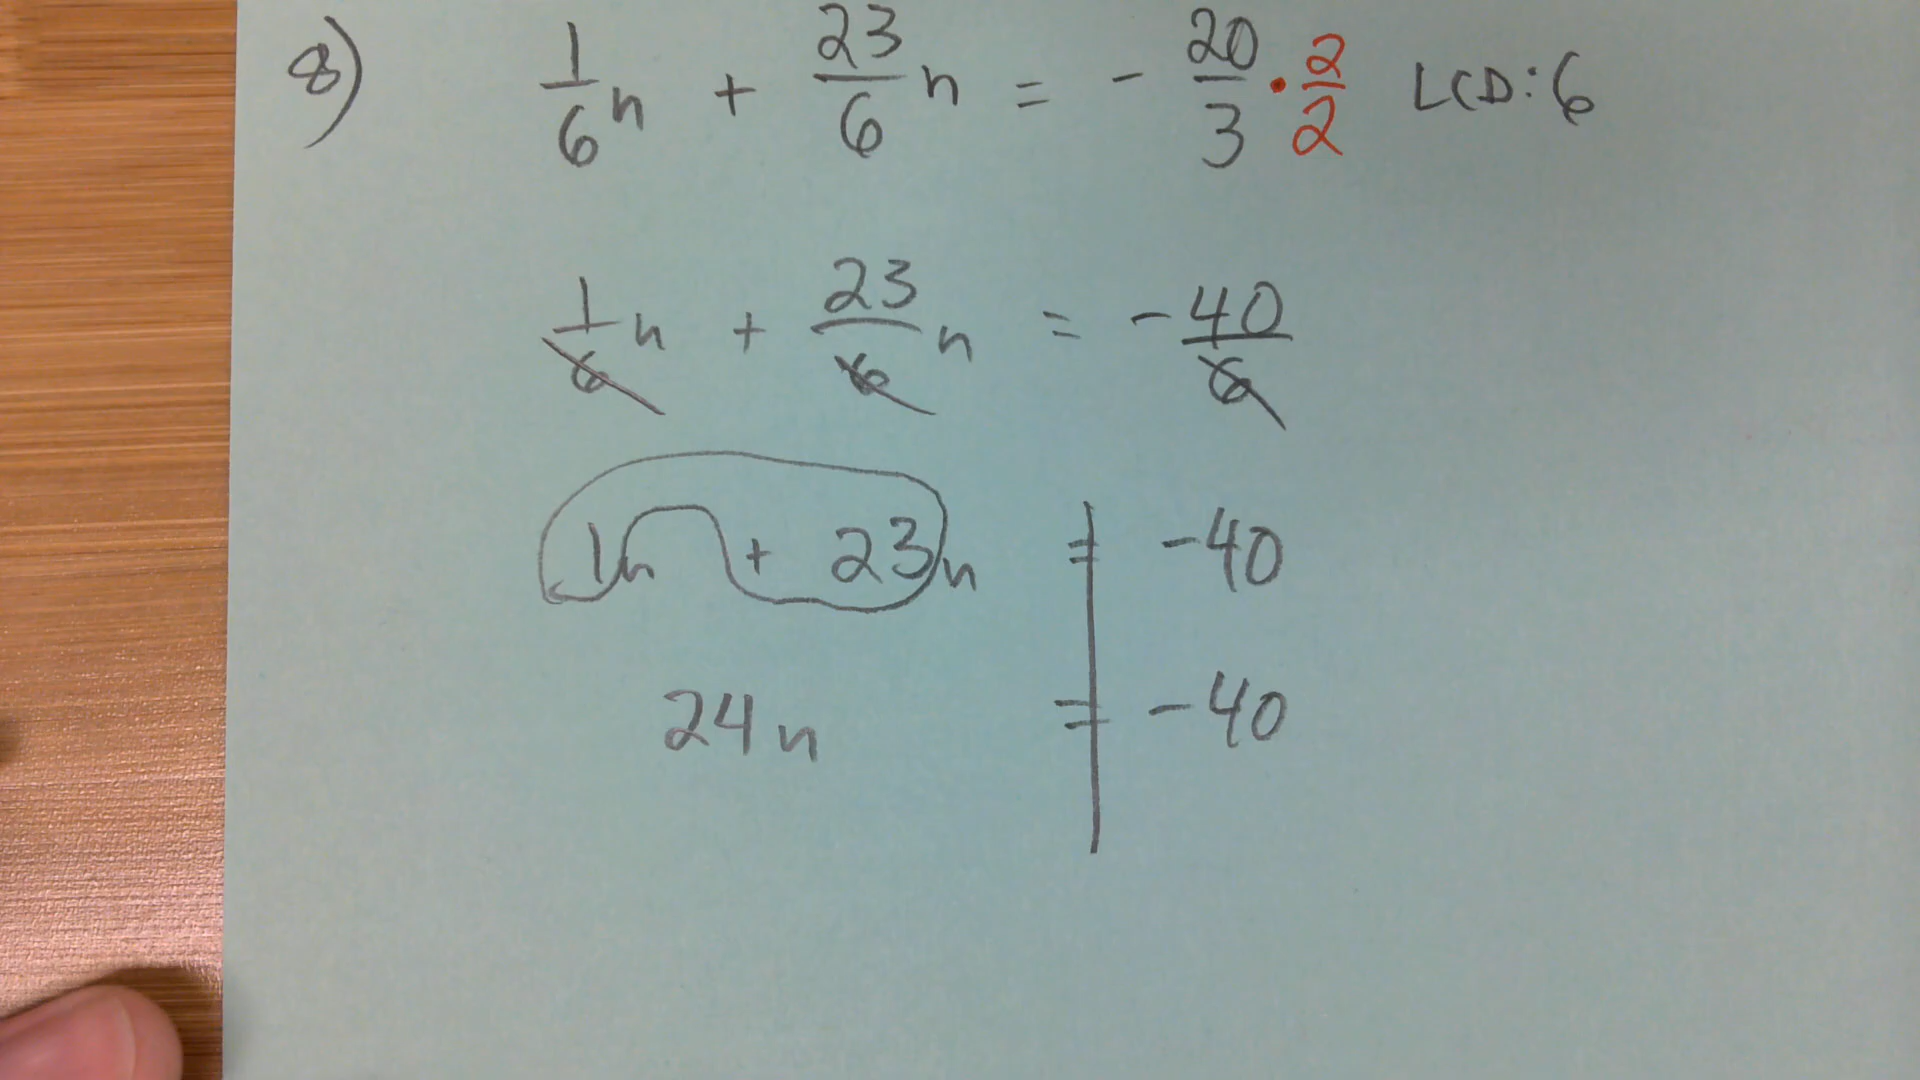 8) 1/6 n + 23/6 n = - 20/3 · 2/2 LCD: 6
1/6 n + 23/6 n = - 40/6
1n + 23n = -40
24n = -40